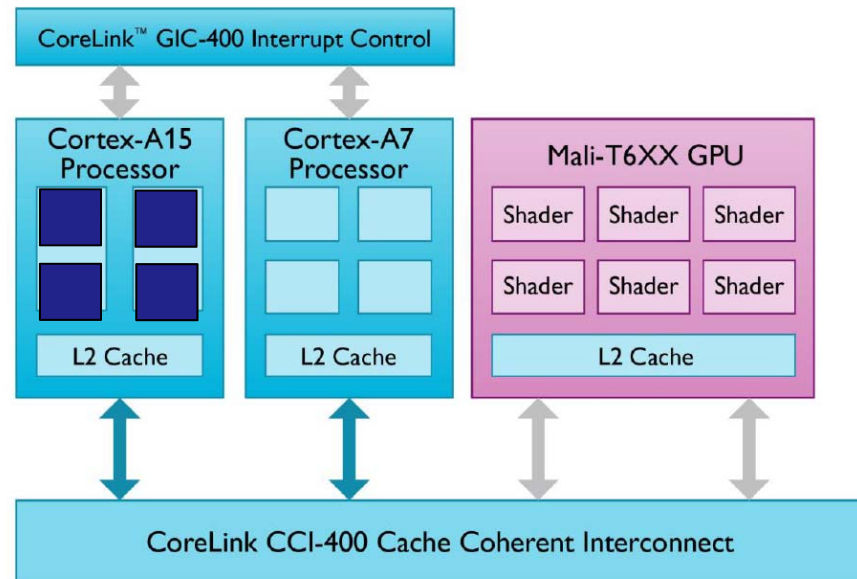 CoreLink™ GIC-400 Interrupt Control
Cortex-A15
Processor
L2 Cache
Cortex-A7
Processor
L2 Cache
Mali-T6XX GPU
Shader Shader Shader
Shader Shader Shader
L2 Cache
CoreLink CCI-400 Cache Coherent Interconnect